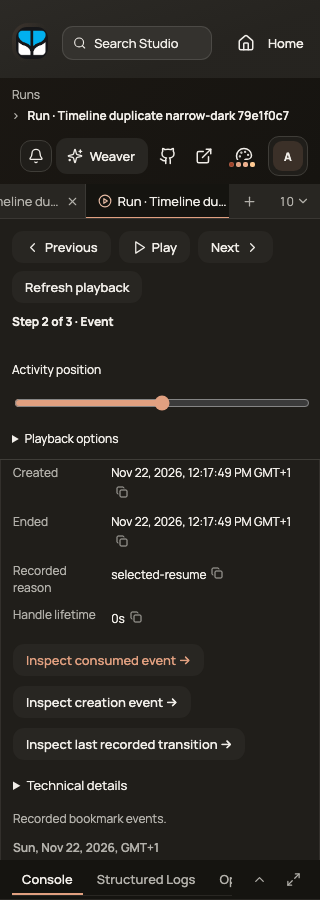 Search Studio
Home
Runs
› Run · Timeline duplicate narrow-dark 79e1f0c7
Weaver
A
neline du... ×
Run · Timeline du...
+
10
Previous
Play
Next
Refresh playback
Step 2 of 3 · Event
Activity position
Playback options
Created Nov 22, 2026, 12:17:49 PM GMT+1
Ended Nov 22, 2026, 12:17:49 PM GMT+1
Recorded reason selected-resume
Handle lifetime 0s
Inspect consumed event →
Inspect creation event →
Inspect last recorded transition →
Technical details
Recorded bookmark events.
Sun, Nov 22, 2026, GMT+1
Console
Structured Logs